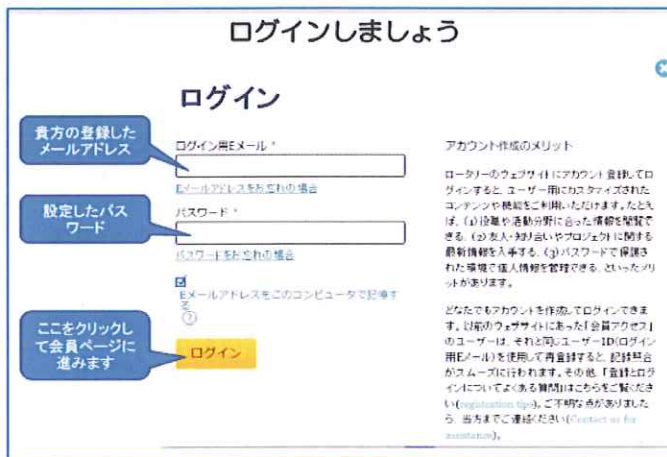 ログインしましょう
ログイン
貴方の登録した
メールアドレス
ログイン用Eメール *
Eメールアドレスをお忘れの場合
設定したパス
ワード
パスワード *
パスワードをお忘れの場合
Eメールアドレスをこのコンピュータで記憶す
る
?
ここをクリックし
て会員ページに
進みます
ログイン
アカウント作成のメリット
ロータリーのウェブサイトにアカウント登録してロ
グインすると、ユーザー用にカスタマイズされた
コンテンツや機能をご利用いただけます。たとえ
ば、(1)役職や活動分野に合った情報を閲覧で
きる、(2)友人・知り合いやプロジェクトに関する
最新情報を入手する、(3)パスワードで保護さ
れた環境で個人情報を管理できる、といったメリ
ットがあります。
どなたでもアカウントを作成してログインできま
す。以前のウェブサイトにあった「会員アクセス」
のユーザーは、それと同じユーザーID(ログイン
用Eメール)を使用して再登録すると、記録照合
がスムーズに行われます。その他、「登録とログ
インについてよくある質問」はこちらをご覧くださ
い(registration tips)。ご不明な点がありました
ら、当方までご連絡ください(Contact us for
assistance)。